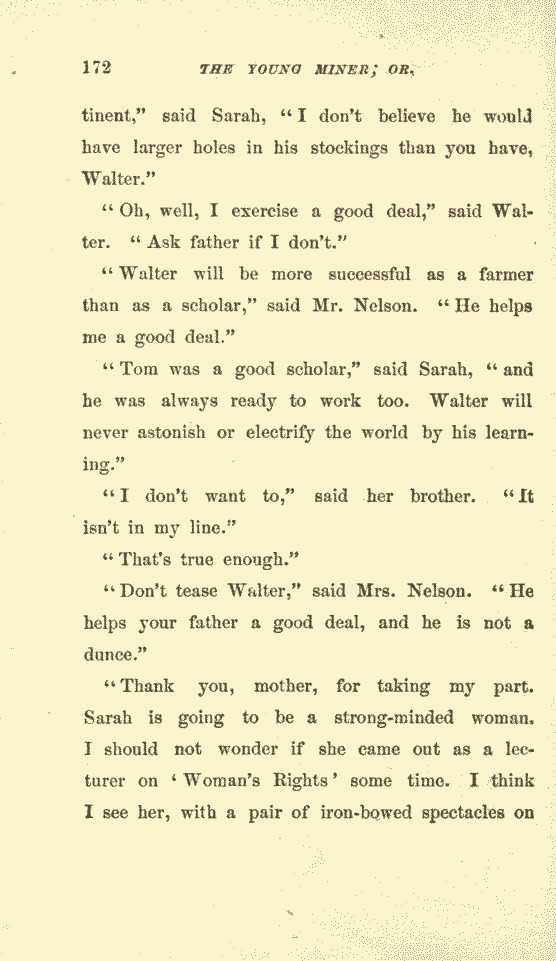 172 THE YOUNG MINER; OR,
tinent," said Sarah, "I don't believe he would
have larger holes in his stockings than you have,
Walter."
"Oh, well, I exercise a good deal," said Wal-
ter. "Ask father if I don't."
"Walter will be more successful as a farmer
than as a scholar," said Mr. Nelson. "He helps
me a good deal."
"Tom was a good scholar," said Sarah, "and
he was always ready to work too. Walter will
never astonish or electrify the world by his learn-
ing."
"I don't want to," said her brother. "It
isn't in my line."
"That's true enough."
"Don't tease Walter," said Mrs. Nelson. "He
helps your father a good deal, and he is not a
dunce."
"Thank you, mother, for taking my part.
Sarah is going to be a strong-minded woman.
I should not wonder if she came out as a lec-
turer on 'Woman's Rights' some time. I think
I see her, with a pair of iron-bowed spectacles on